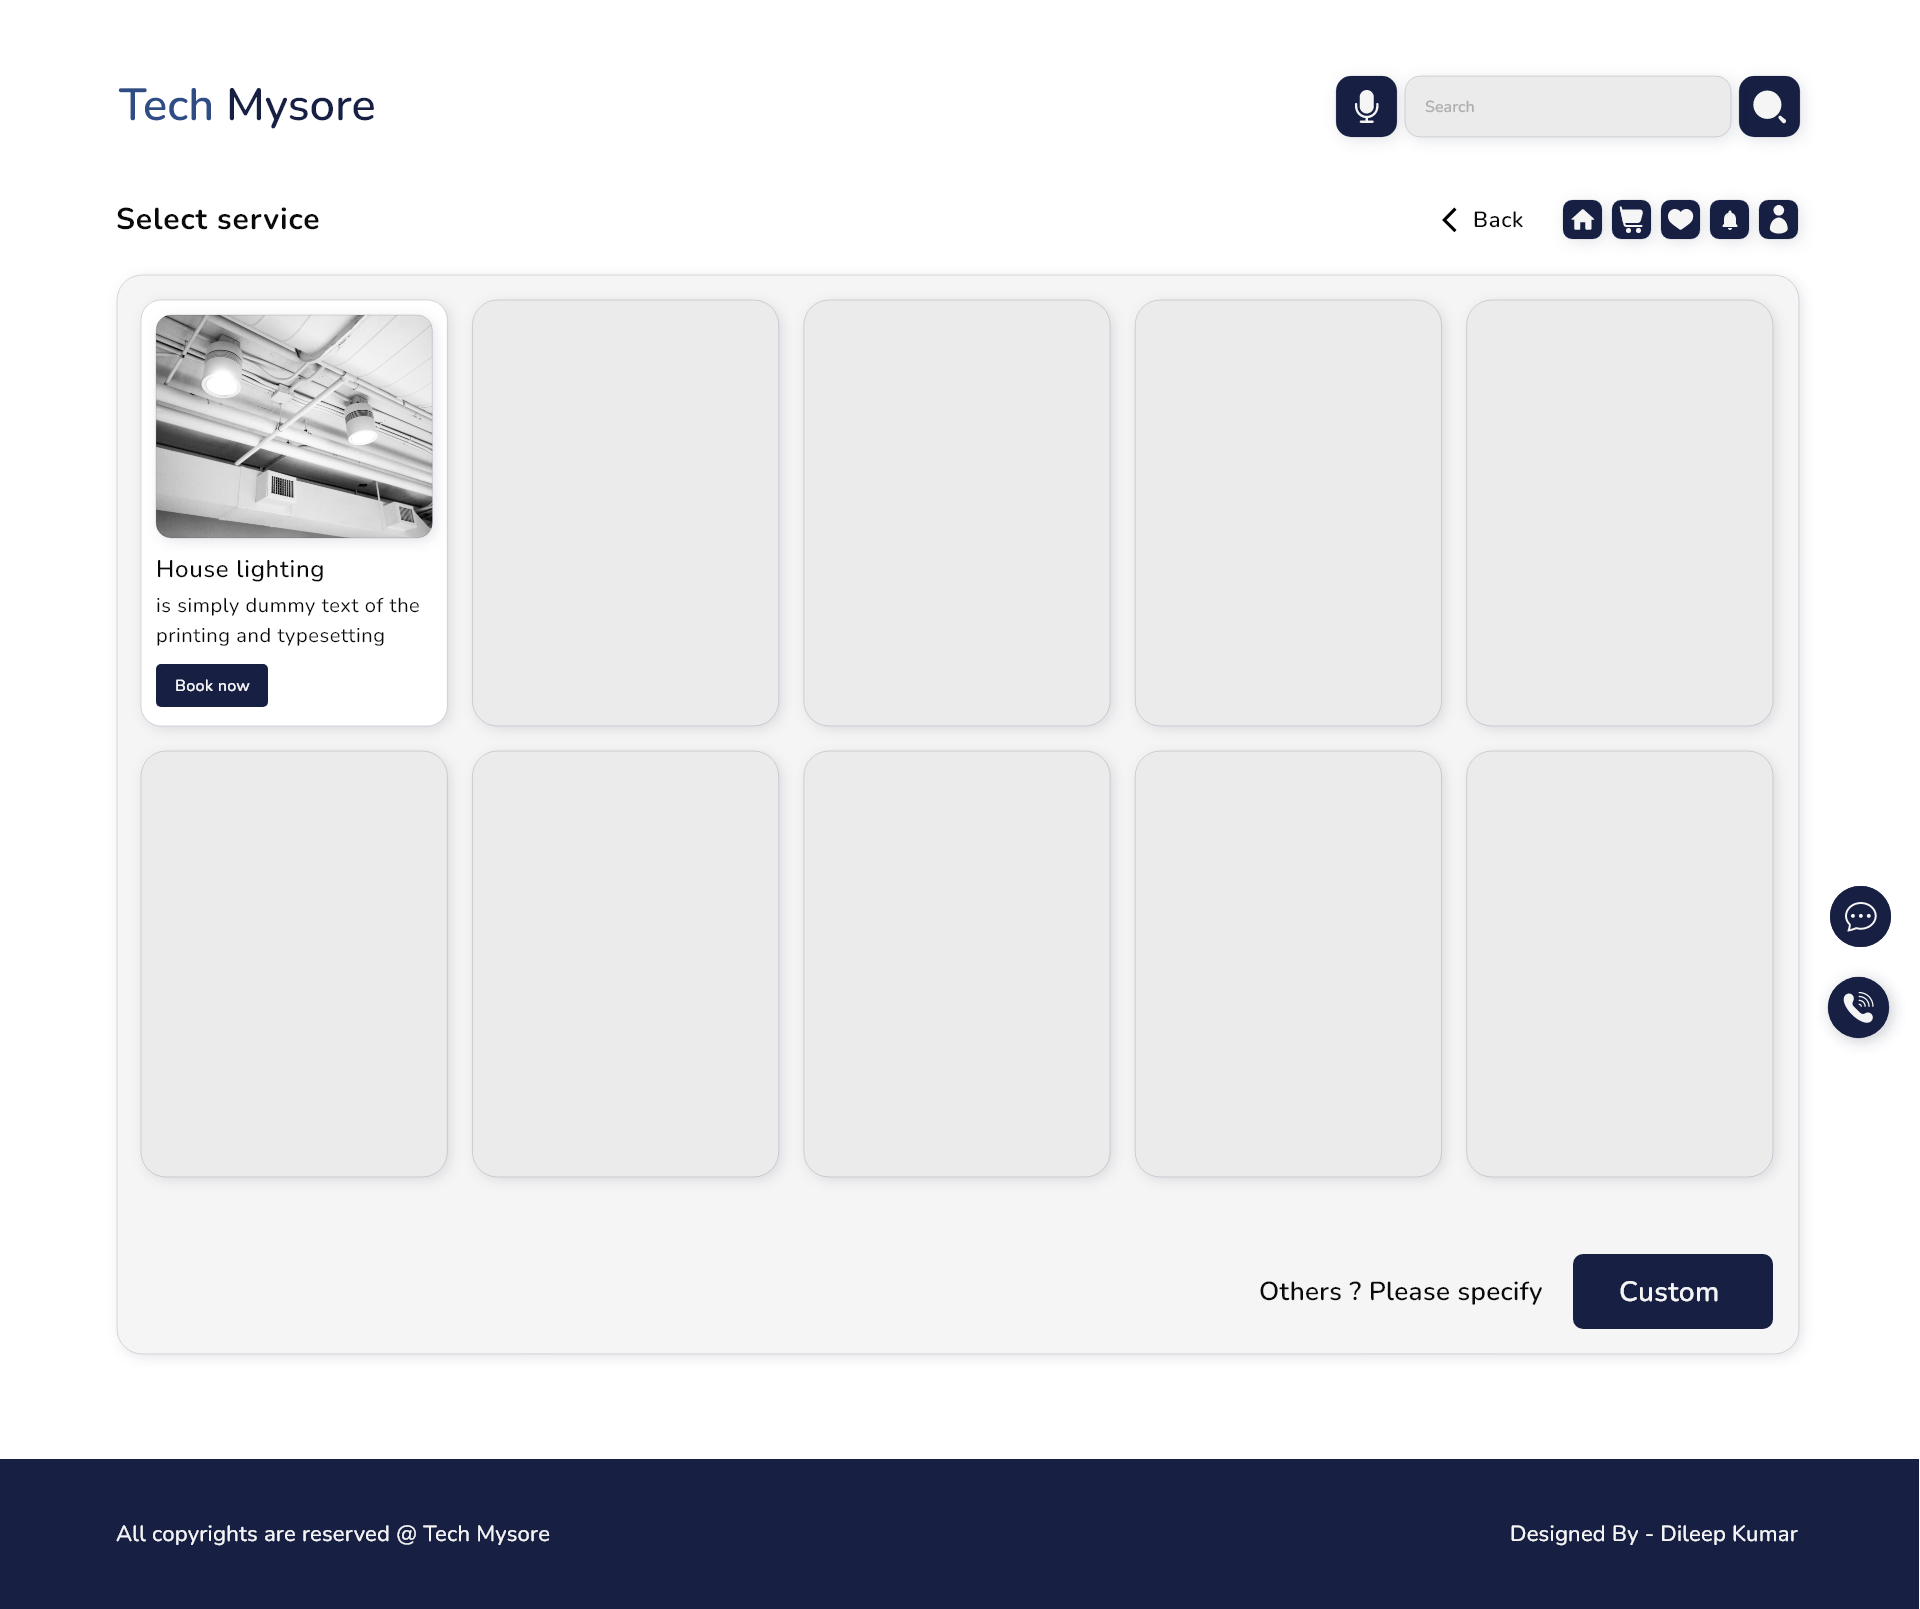 Tech Mysore
Search
Select service
Back
House lighting
is simply dummy text of the
printing and typesetting
Book now
Others ? Please specify
Custom
All copyrights are reserved @ Tech Mysore
Designed By - Dileep Kumar